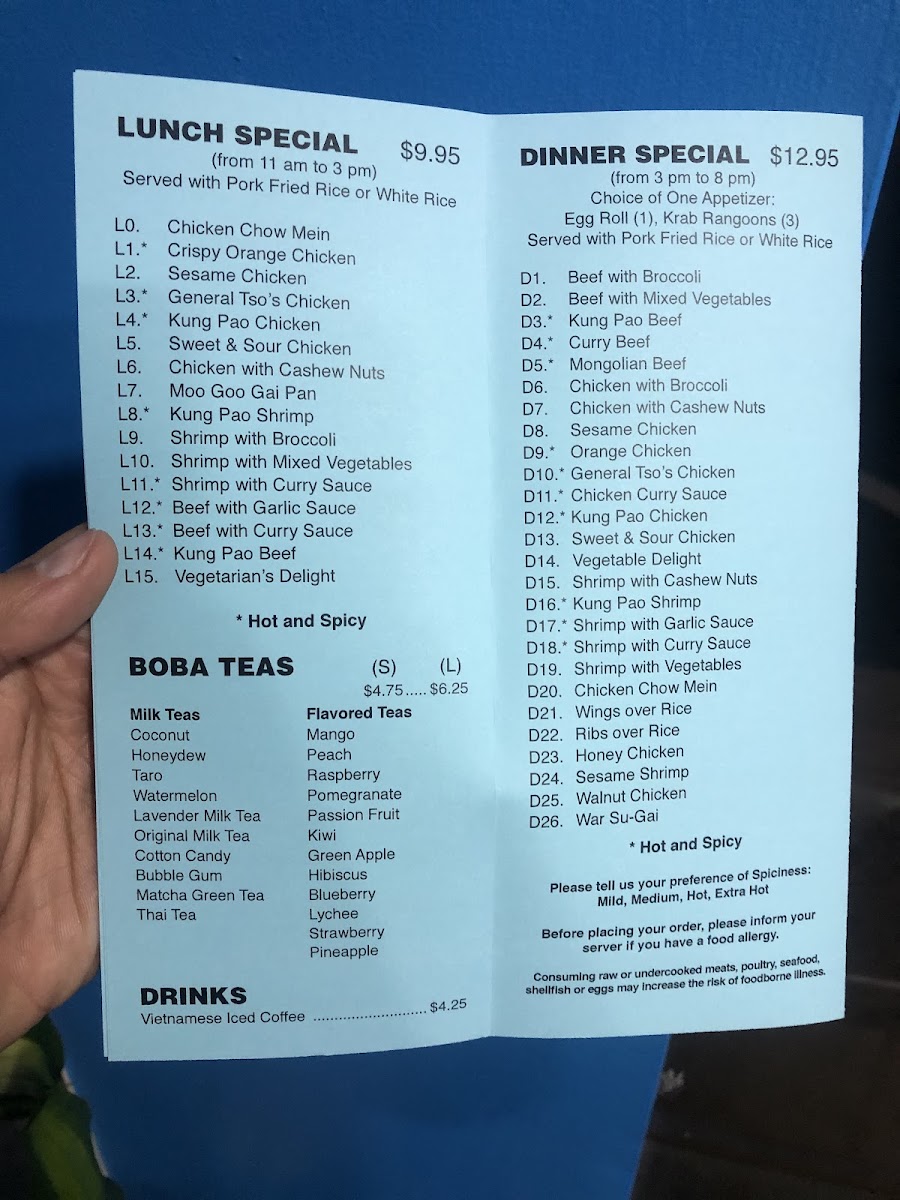 LUNCH SPECIAL $9.95
(from 11 am to 3 pm)
Served with Pork Fried Rice or White Rice
L0. Chicken Chow Mein
L1.* Crispy Orange Chicken
L2. Sesame Chicken
L3.* General Tso's Chicken
L4.* Kung Pao Chicken
L5. Sweet & Sour Chicken
L6. Chicken with Cashew Nuts
L7. Moo Goo Gai Pan
L8.* Kung Pao Shrimp
L9. Shrimp with Broccoli
L10. Shrimp with Mixed Vegetables
L11.* Shrimp with Curry Sauce
L12.* Beef with Garlic Sauce
L13.* Beef with Curry Sauce
L14.* Kung Pao Beef
L15. Vegetarian's Delight
* Hot and Spicy
BOBA TEAS (S) (L)
$4.75..... $6.25
Milk Teas
Coconut
Honeydew
Taro
Watermelon
Lavender Milk Tea
Original Milk Tea
Cotton Candy
Bubble Gum
Matcha Green Tea
Thai Tea
Flavored Teas
Mango
Peach
Raspberry
Pomegranate
Passion Fruit
Kiwi
Green Apple
Hibiscus
Blueberry
Lychee
Strawberry
Pineapple
DRINKS
Vietnamese Iced Coffee ........................... $4.25
DINNER SPECIAL $12.95
(from 3 pm to 8 pm)
Choice of One Appetizer:
Egg Roll (1), Krab Rangoons (3)
Served with Pork Fried Rice or White Rice
D1. Beef with Broccoli
D2. Beef with Mixed Vegetables
D3.* Kung Pao Beef
D4.* Curry Beef
D5.* Mongolian Beef
D6. Chicken with Broccoli
D7. Chicken with Cashew Nuts
D8. Sesame Chicken
D9.* Orange Chicken
D10.* General Tso's Chicken
D11.* Chicken Curry Sauce
D12.* Kung Pao Chicken
D13. Sweet & Sour Chicken
D14. Vegetable Delight
D15. Shrimp with Cashew Nuts
D16.* Kung Pao Shrimp
D17.* Shrimp with Garlic Sauce
D18.* Shrimp with Curry Sauce
D19. Shrimp with Vegetables
D20. Chicken Chow Mein
D21. Wings over Rice
D22. Ribs over Rice
D23. Honey Chicken
D24. Sesame Shrimp
D25. Walnut Chicken
D26. War Su-Gai
* Hot and Spicy
Please tell us your preference of Spiciness:
Mild, Medium, Hot, Extra Hot
Before placing your order, please inform your
server if you have a food allergy.
Consuming raw or undercooked meats, poultry, seafood,
shellfish or eggs may increase the risk of foodborne illness.